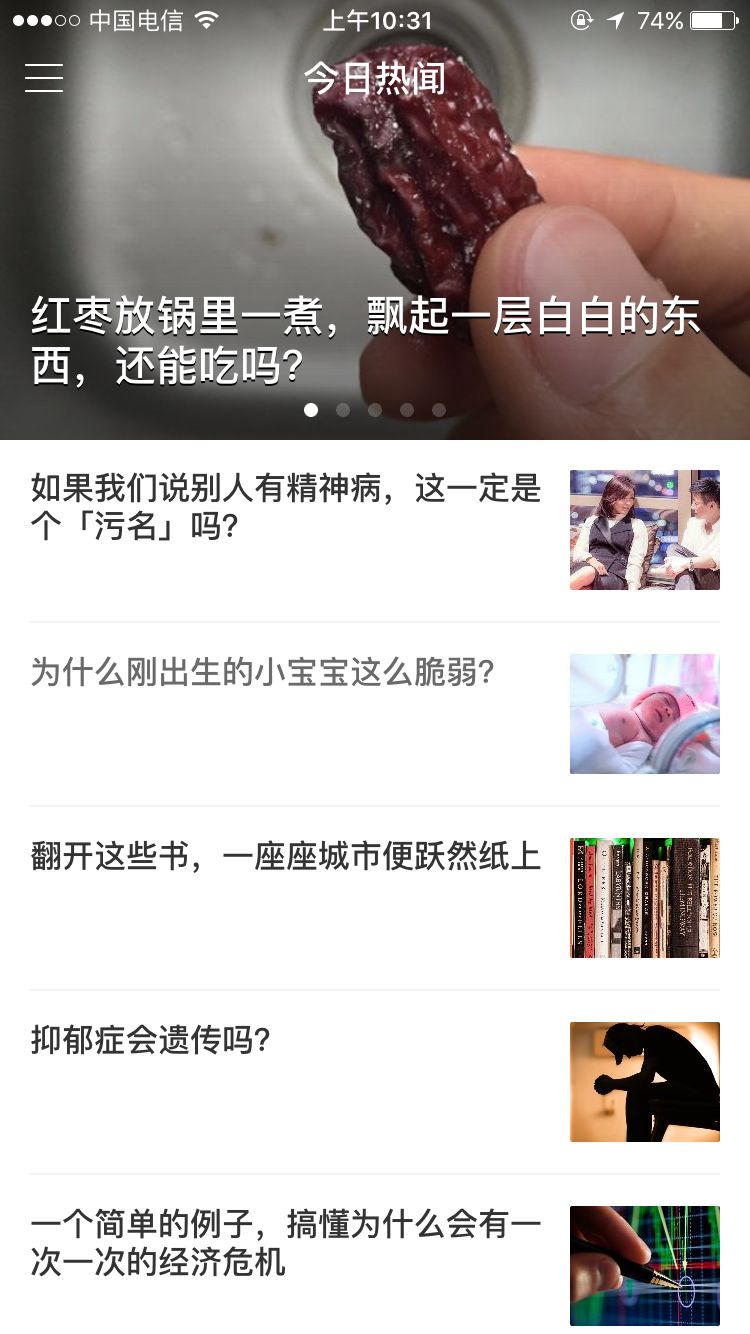 中国电信 上午10:31 74%
今日热闻
红枣放锅里一煮，飘起一层白白的东
西，还能吃吗？
如果我们说别人有精神病，这一定是
个「污名」吗？
为什么刚出生的小宝宝这么脆弱？
翻开这些书，一座座城市便跃然纸上
抑郁症会遗传吗？
一个简单的例子，搞懂为什么会有一
次一次的经济危机